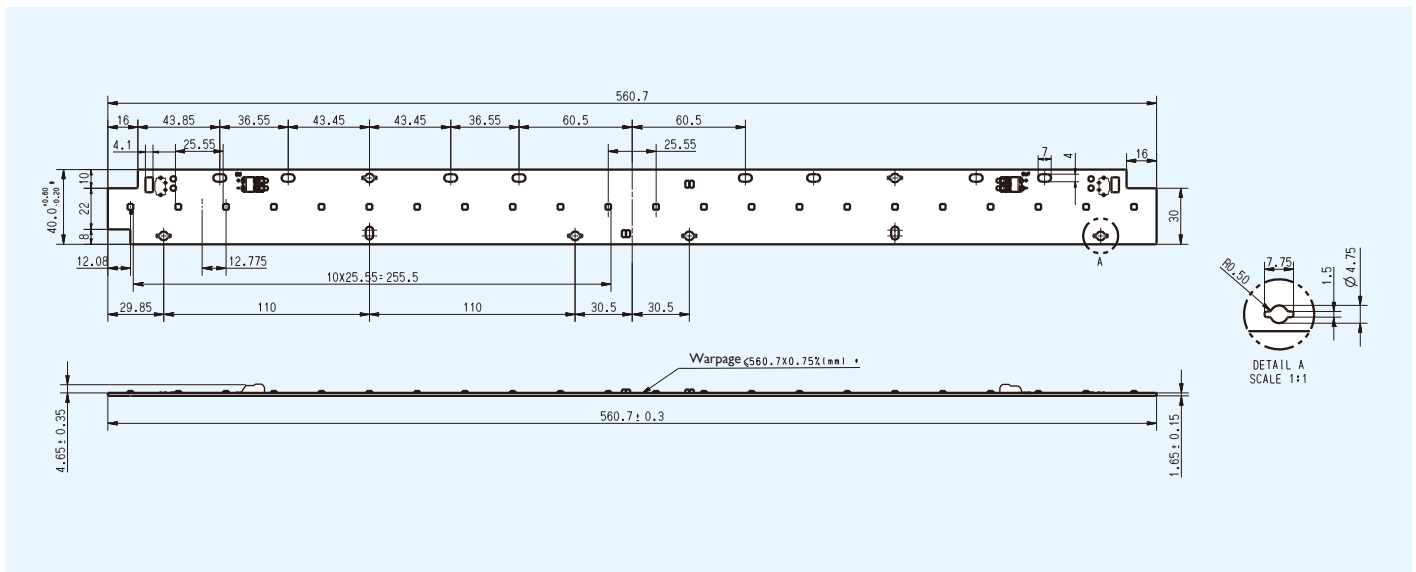 560.7
16 43.85 36.55 43.45 43.45 36.55 60.5 60.5
4.1 25.55 25.55 7 4 16
10
40.0 +0.60 -0.20 *
22
8
30
12.08 12.775 A
10X25.55=255.5
29.85 110 110 30.5 30.5
R0.50 7.75 1.5 Ø4.75
DETAIL A
SCALE 1:1
Warpage ⩽560.7X0.75%(mm) *
4.65±0.35
560.7±0.3
1.65±0.15